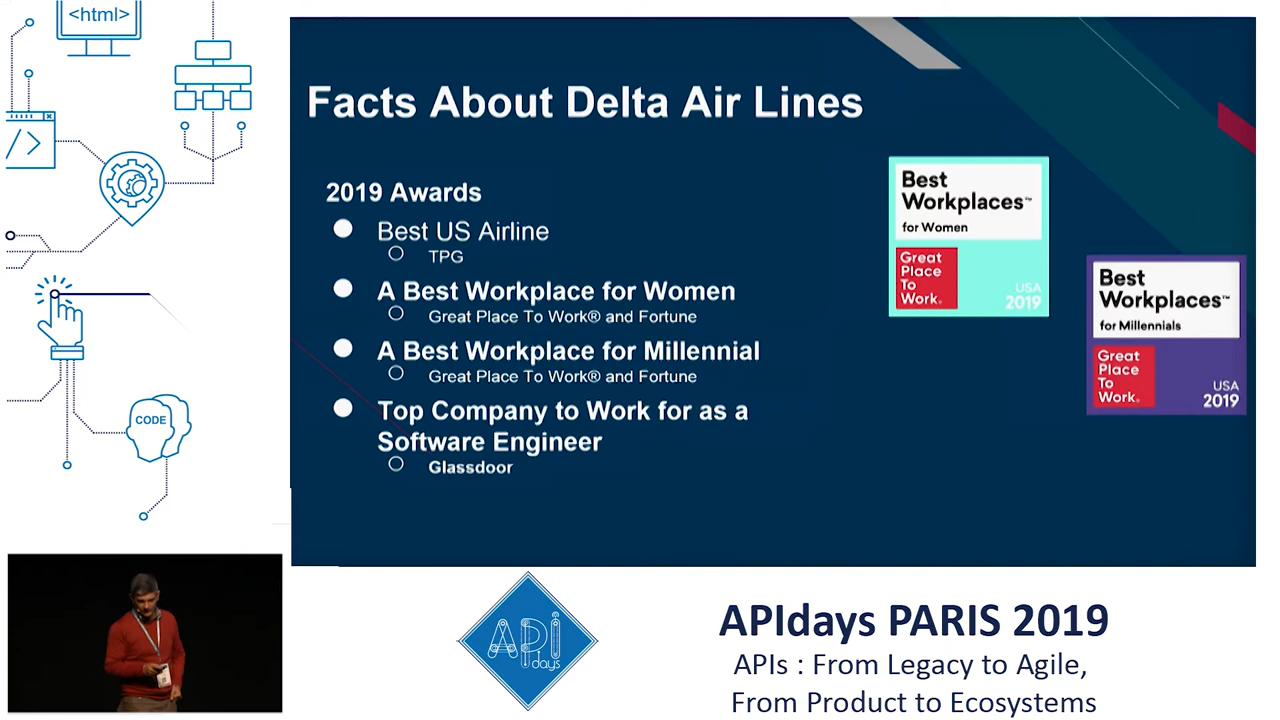 <html>
</>
CODE
Facts About Delta Air Lines
2019 Awards
Best US Airline
TPG
A Best Workplace for Women
Great Place To Work® and Fortune
A Best Workplace for Millennial
Great Place To Work® and Fortune
Top Company to Work for as a
Software Engineer
Glassdoor
Best
Workplaces™
for Women
Great
Place
To
Work.
USA
2019
Best
Workplaces™
for Millennials
Great
Place
To
Work.
USA
2019
API
days
APIdays PARIS 2019
APIs : From Legacy to Agile,
From Product to Ecosystems